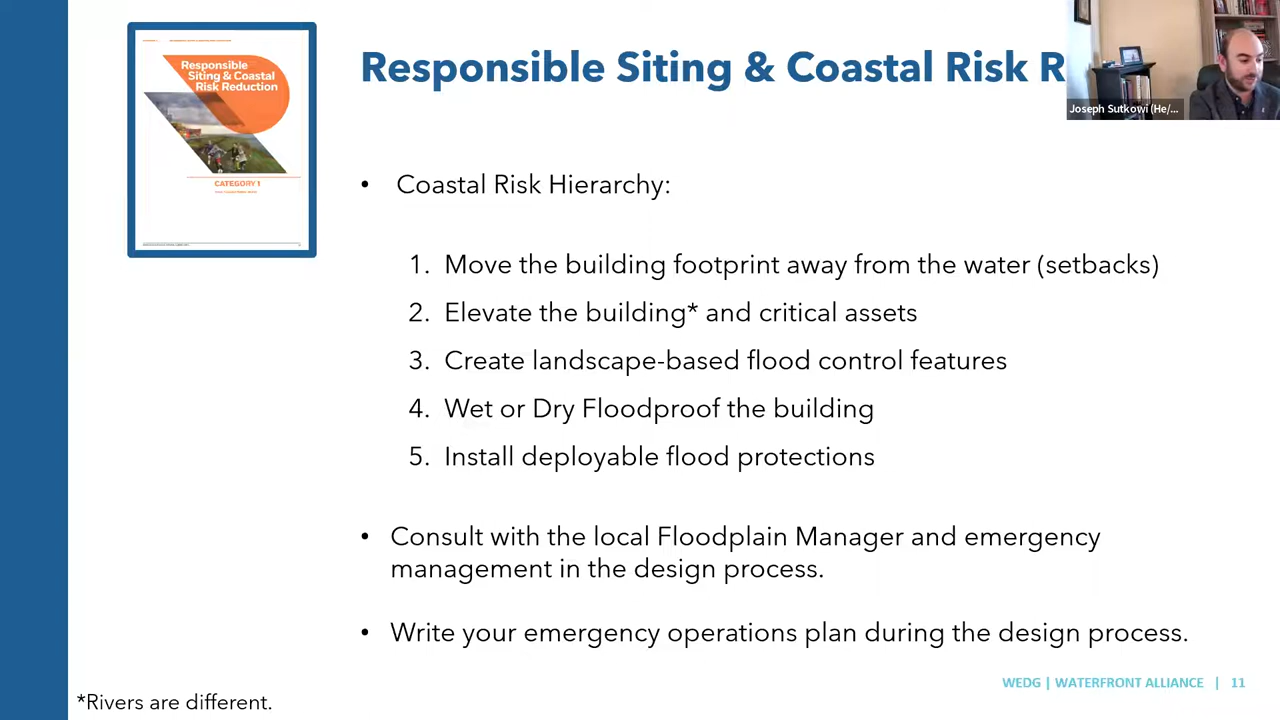 Responsible Siting & Coastal Risk R
Responsible
Siting & Coastal
Risk Reduction
CATEGORY 1
Joseph Sutkowi (He/...
• Coastal Risk Hierarchy:
1. Move the building footprint away from the water (setbacks)
2. Elevate the building* and critical assets
3. Create landscape-based flood control features
4. Wet or Dry Floodproof the building
5. Install deployable flood protections
• Consult with the local Floodplain Manager and emergency
management in the design process.
• Write your emergency operations plan during the design process.
WEDG | WATERFRONT ALLIANCE | 11
*Rivers are different.